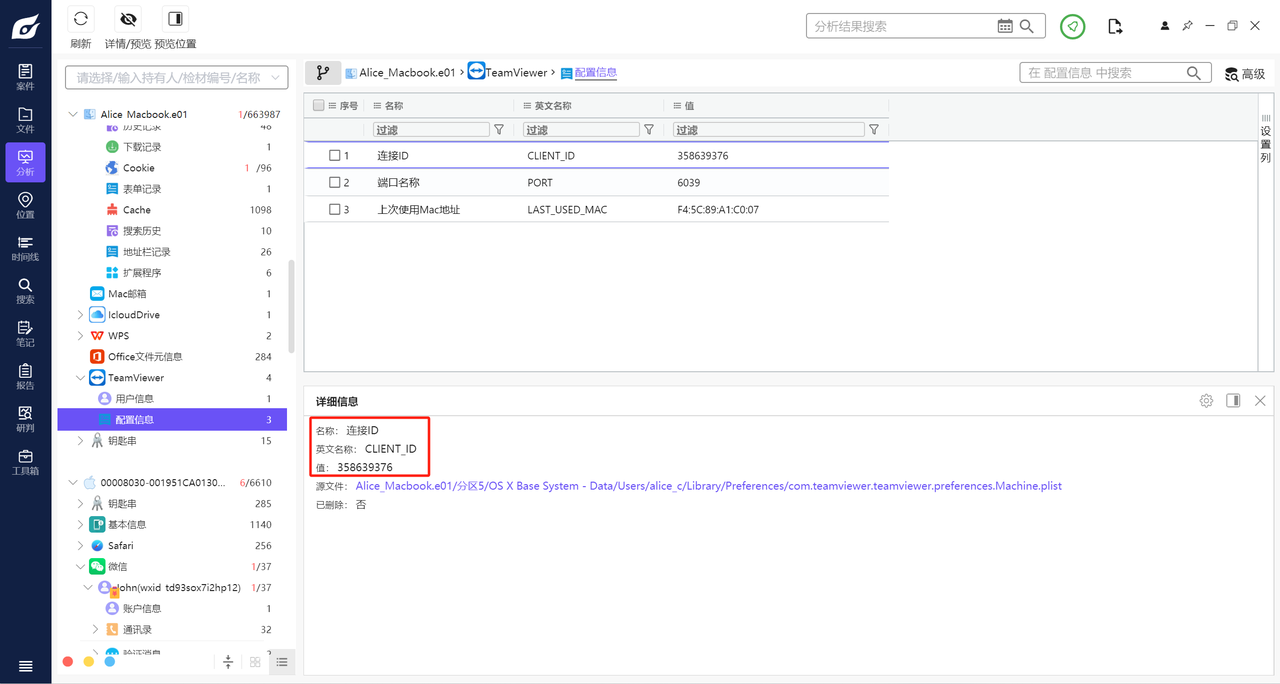 刷新
详情/预览
预览位置
分析结果搜索
案件
文件
分析
位置
时间线
搜索
笔记
报告
研判
工具箱
请选择/输入持有人/检材编号/名称
Alice_Macbook.e01 1/663987
历史记录 48
下载记录 1
Cookie 1 /96
表单记录 1
Cache 1098
搜索历史 10
地址栏记录 26
扩展程序 6
Mac邮箱 1
IcloudDrive 1
WPS 2
Office文件元信息 284
TeamViewer 4
用户信息 1
配置信息 3
钥匙串 15
00008030-001951CA0130... 6/6610
钥匙串 285
基本信息 1140
Safari 256
微信 1/37
John(wxid_td93sox7i2hp12) 1/37
账户信息 1
通讯录 32
验证消息 2
Alice_Macbook.e01 › TeamViewer › 配置信息
在 配置信息 中搜索
高级
序号 名称 英文名称 值
过滤 过滤 过滤
1 连接ID CLIENT_ID 358639376
2 端口名称 PORT 6039
3 上次使用Mac地址 LAST_USED_MAC F4:5C:89:A1:C0:07
设置列
详细信息
名称: 连接ID
英文名称: CLIENT_ID
值: 358639376
源文件: Alice_Macbook.e01/分区5/OS X Base System - Data/Users/alice_c/Library/Preferences/com.teamviewer.teamviewer.preferences.Machine.plist
已删除: 否